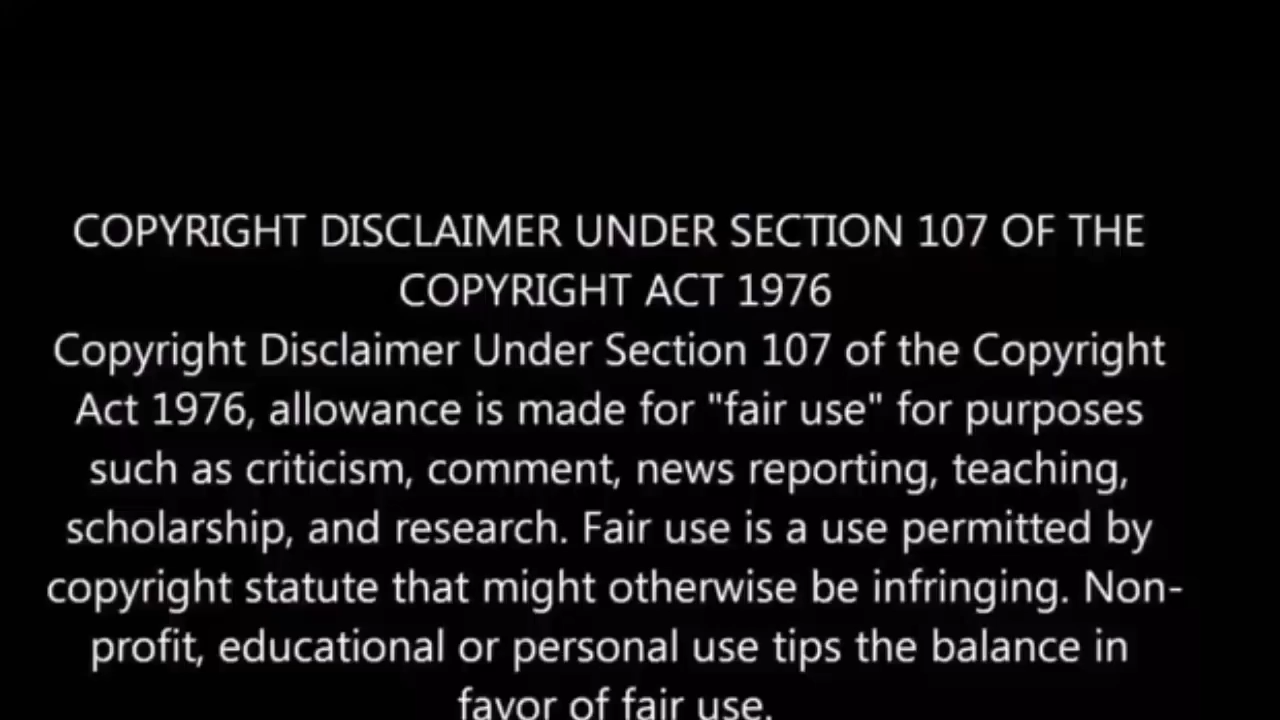 COPYRIGHT DISCLAIMER UNDER SECTION 107 OF THE
COPYRIGHT ACT 1976
Copyright Disclaimer Under Section 107 of the Copyright
Act 1976, allowance is made for "fair use" for purposes
such as criticism, comment, news reporting, teaching,
scholarship, and research. Fair use is a use permitted by
copyright statute that might otherwise be infringing. Non-
profit, educational or personal use tips the balance in
favor of fair use.